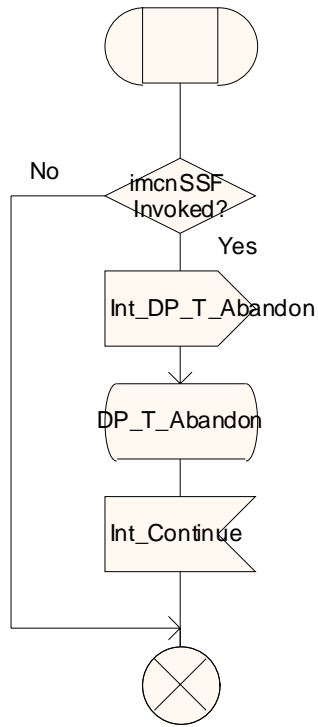 No
imcnSSF
Invoked?
Yes
Int_DP_T_Abandon
DP_T_Abandon
Int_Continue